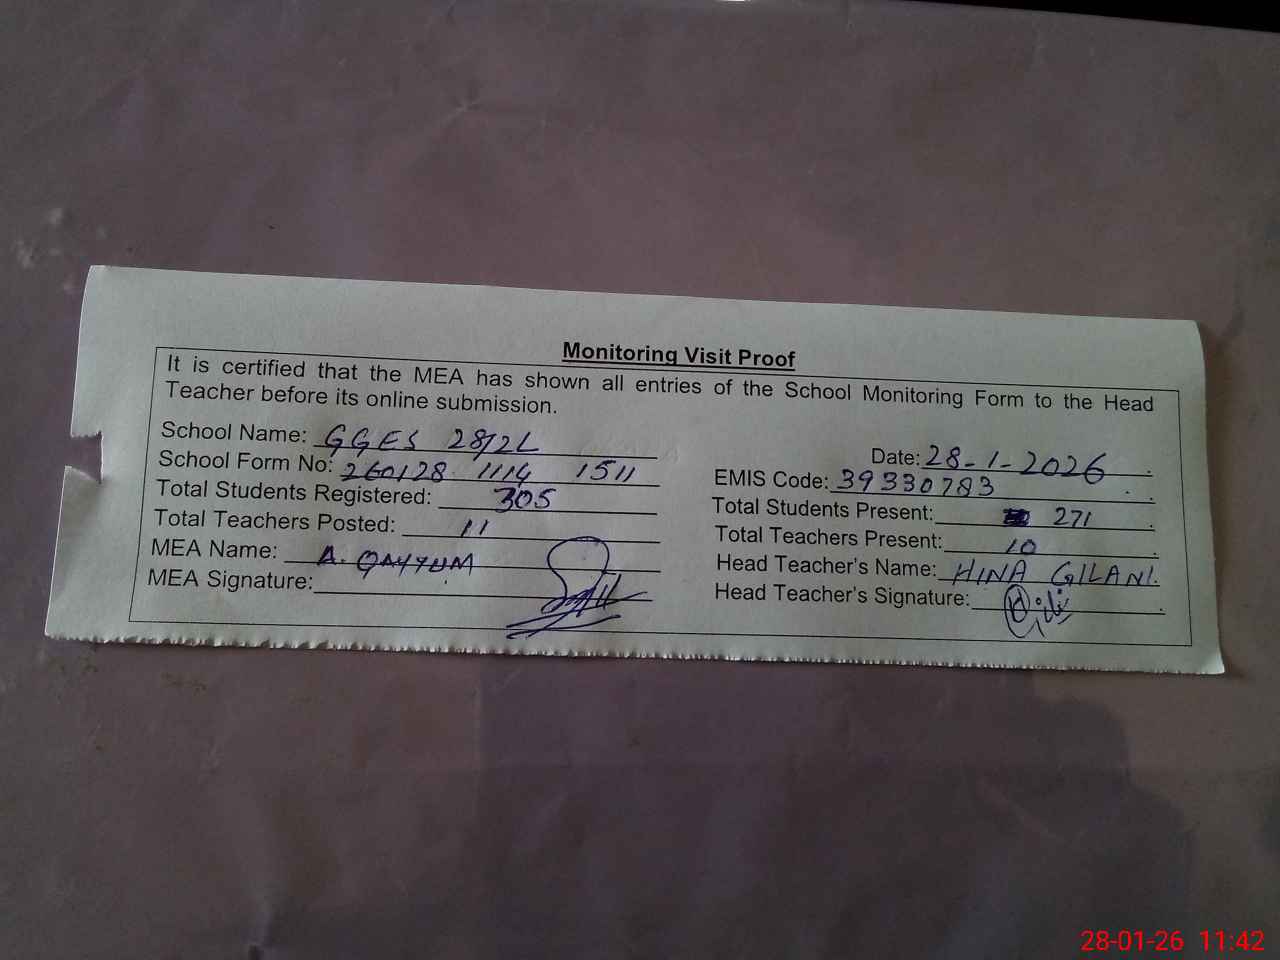 Monitoring Visit Proof
It is certified that the MEA has shown all entries of the School Monitoring Form to the Head
Teacher before its online submission.
School Name: GGES 28/2L
Date: 28-1-2026
School Form No: 260128 1114 1511
EMIS Code: 39330783
Total Students Registered: 305
Total Students Present: 271
Total Teachers Posted: 11
Total Teachers Present: 10
MEA Name: A. QAYYUM
Head Teacher's Name: HINA GILANI.
MEA Signature:
Head Teacher's Signature:
28-01-26 11:42